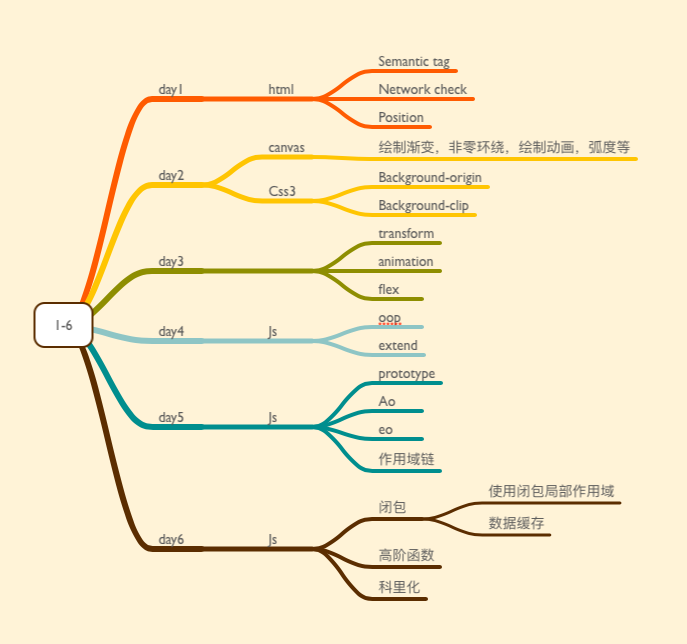 1-6
day1
html
Semantic tag
Network check
Position
day2
canvas
绘制渐变，非零环绕，绘制动画，弧度等
Css3
Background-origin
Background-clip
day3
transform
animation
flex
day4
Js
oop
extend
day5
Js
prototype
Ao
eo
作用域链
day6
Js
闭包
使用闭包局部作用域
数据缓存
高阶函数
科里化